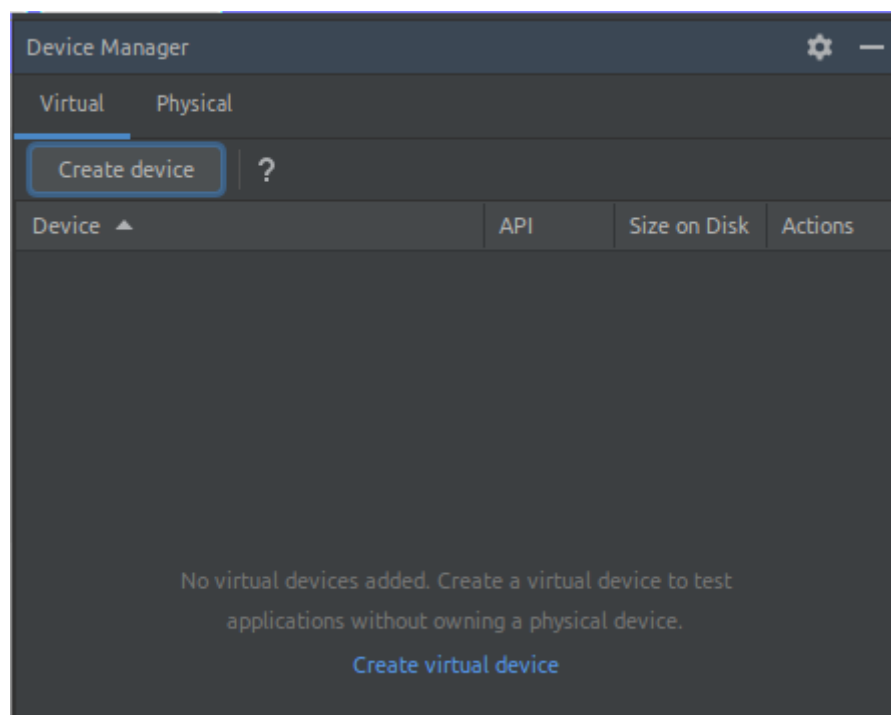 Device Manager
Virtual Physical
Create device ?
Device API Size on Disk Actions
No virtual devices added. Create a virtual device to test
applications without owning a physical device.
Create virtual device